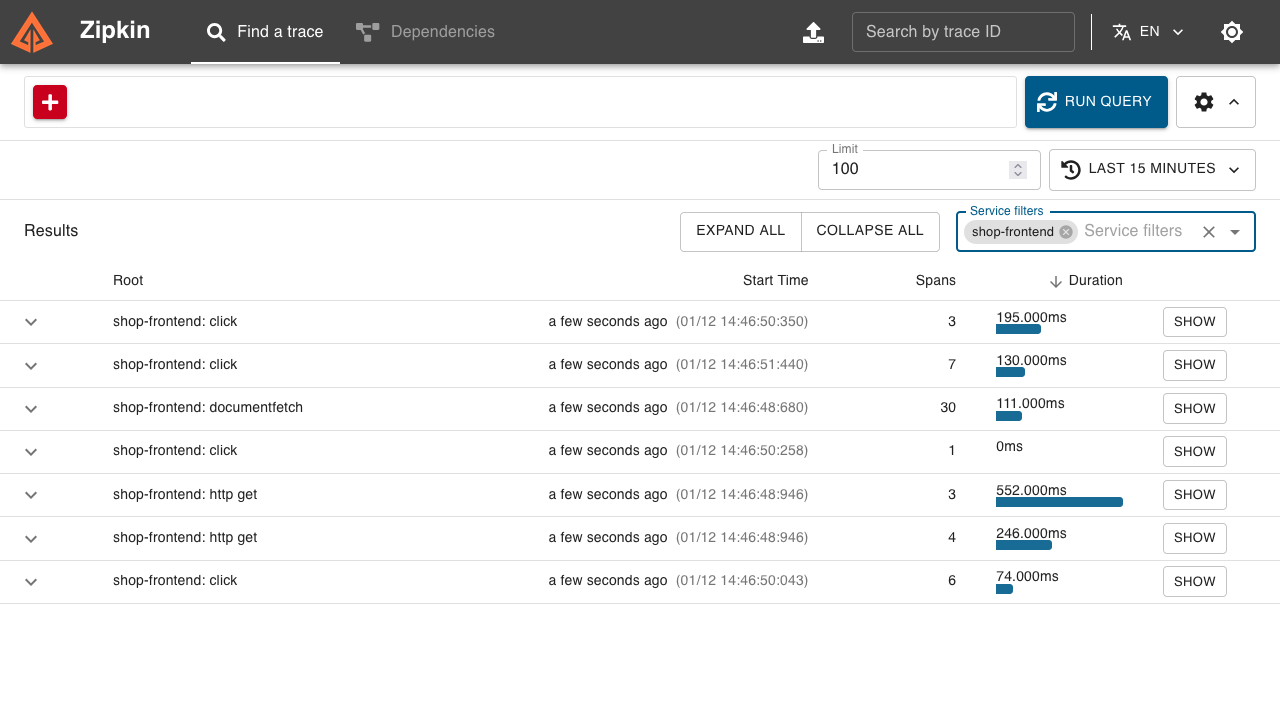 Zipkin Find a trace Dependencies Search by trace ID EN
RUN QUERY
Limit
100 LAST 15 MINUTES
Service filters
Results EXPAND ALL COLLAPSE ALL shop-frontend Service filters
Root Start Time Spans Duration
shop-frontend: click a few seconds ago (01/12 14:46:50:350) 3 195.000ms SHOW
shop-frontend: click a few seconds ago (01/12 14:46:51:440) 7 130.000ms SHOW
shop-frontend: documentfetch a few seconds ago (01/12 14:46:48:680) 30 111.000ms SHOW
shop-frontend: click a few seconds ago (01/12 14:46:50:258) 1 0ms SHOW
shop-frontend: http get a few seconds ago (01/12 14:46:48:946) 3 552.000ms SHOW
shop-frontend: http get a few seconds ago (01/12 14:46:48:946) 4 246.000ms SHOW
shop-frontend: click a few seconds ago (01/12 14:46:50:043) 6 74.000ms SHOW